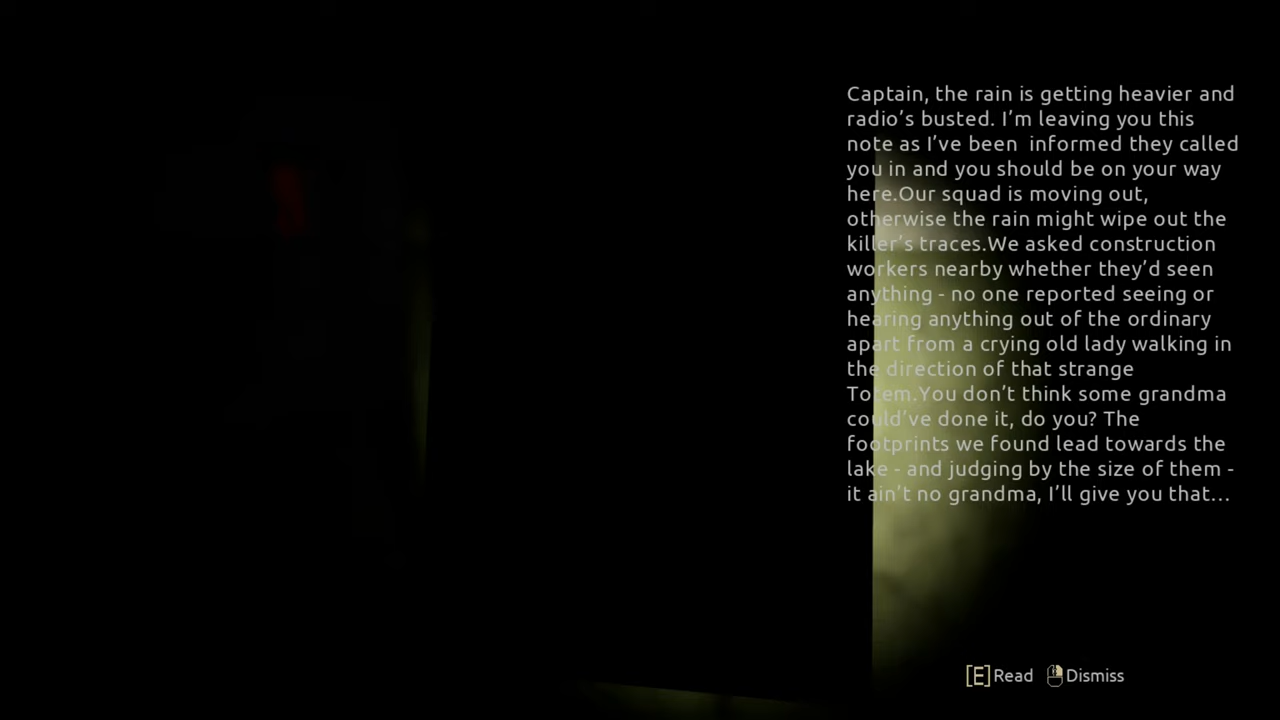 Captain, the rain is getting heavier and
radio’s busted. I’m leaving you this
note as I’ve been  informed they called
you in and you should be on your way
here.Our squad is moving out,
otherwise the rain might wipe out the
killer’s traces.We asked construction
workers nearby whether they’d seen
anything - no one reported seeing or
hearing anything out of the ordinary
apart from a crying old lady walking in
the direction of that strange
Totem.You don’t think some grandma
could’ve done it, do you? The
footprints we found lead towards the
lake - and judging by the size of them -
it ain’t no grandma, I’ll give you that…
[E]Read Dismiss